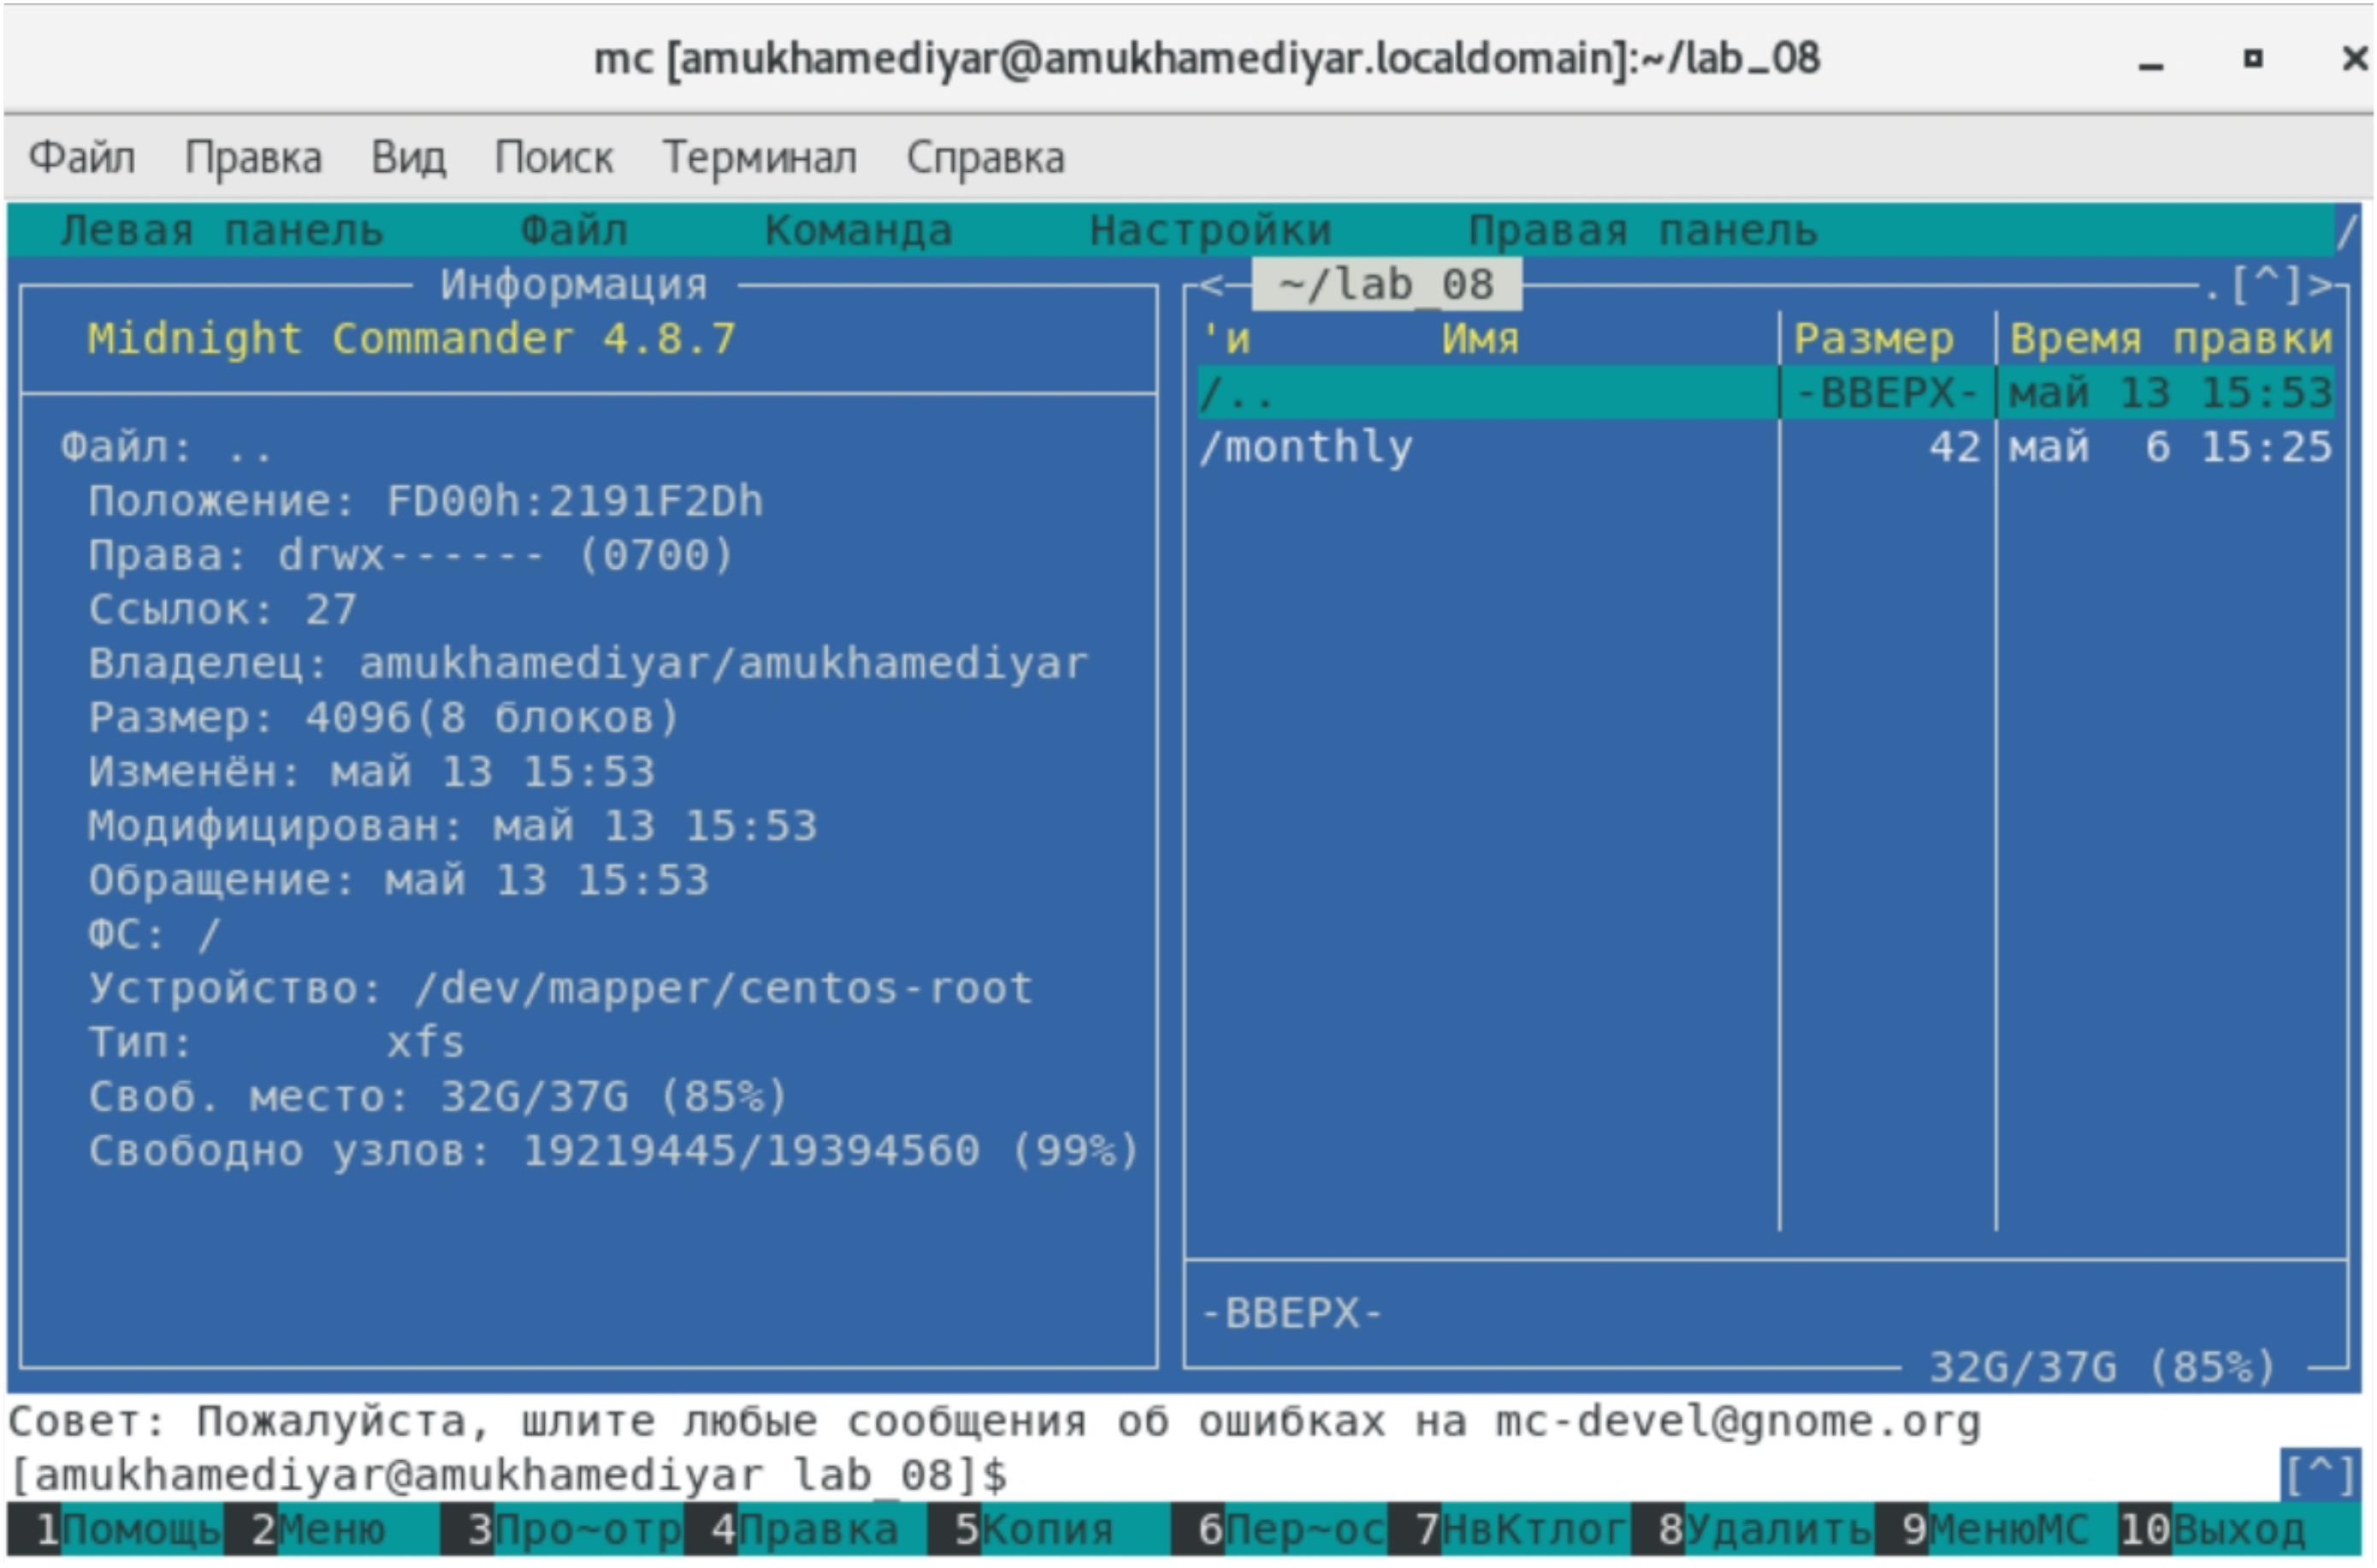 mc [amukhamediyar@amukhamediyar.localdomain]:~/lab_08
Файл Правка Вид Поиск Терминал Справка
Левая панель Файл Команда Настройки Правая панель /
Информация
Midnight Commander 4.8.7
Файл: ..
Положение: FD00h:2191F2Dh
Права: drwx------ (0700)
Ссылок: 27
Владелец: amukhamediyar/amukhamediyar
Размер: 4096(8 блоков)
Изменён: май 13 15:53
Модифицирован: май 13 15:53
Обращение: май 13 15:53
ФС: /
Устройство: /dev/mapper/centos-root
Тип: xfs
Своб. место: 32G/37G (85%)
Свободно узлов: 19219445/19394560 (99%)
< ~/lab_08 .[^]>
'и Имя Размер Время правки
/.. -ВВЕРХ- май 13 15:53
/monthly 42 май 6 15:25
-ВВЕРХ-
32G/37G (85%)
Совет: Пожалуйста, шлите любые сообщения об ошибках на mc-devel@gnome.org
[amukhamediyar@amukhamediyar lab_08]$ [^]
1Помощь 2Меню 3Про~отр 4Правка 5Копия 6Пер~ос 7НвКтлог 8Удалить 9МенюМС 10Выход